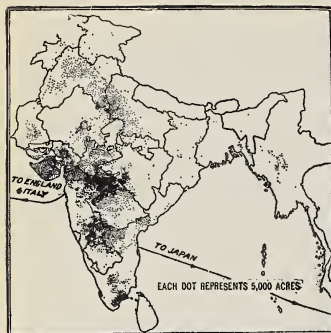 TO ENGLAND
& ITALY
TO JAPAN
EACH DOT REPRESENTS 5,000 ACRES